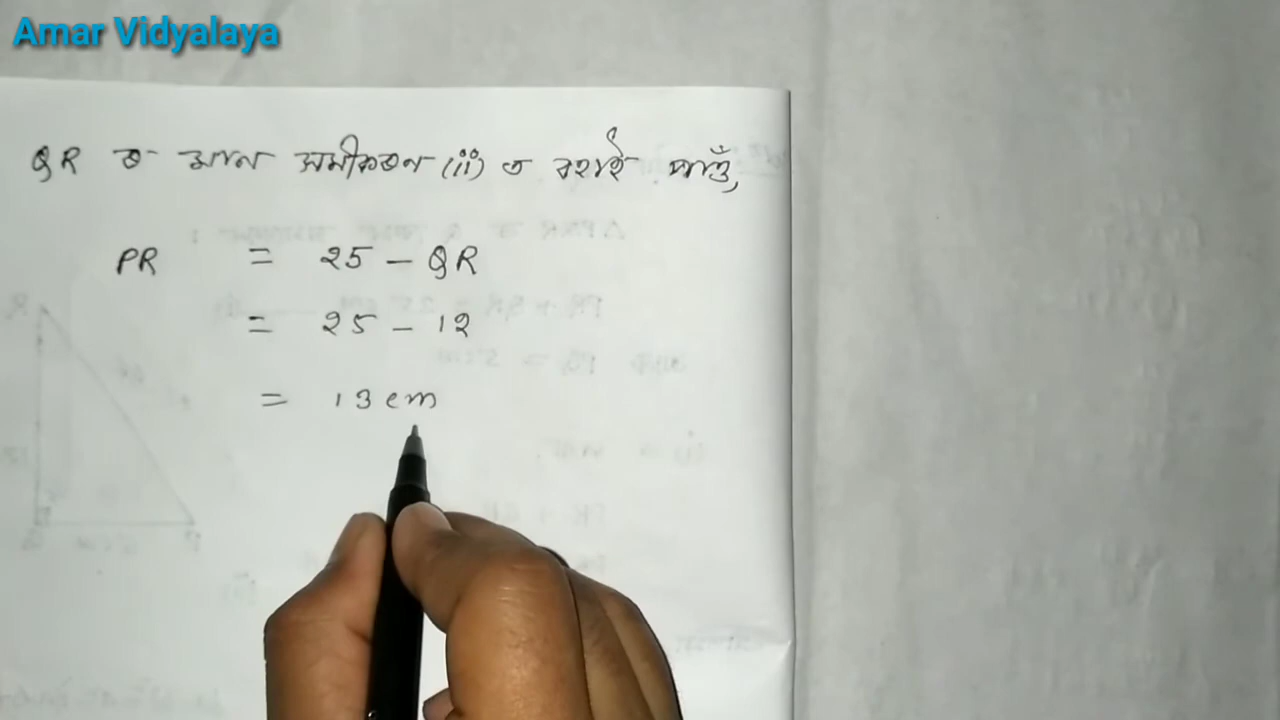 Amar Vidyalaya
QR ৰ মান সমীকৰণ (ii) ত বহাই পাওঁ,
PR = 25 - QR
= 25 - 12
= 13 cm